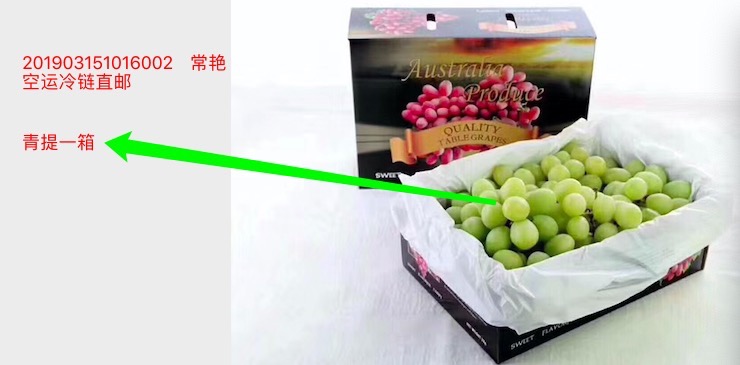 201903151016002 常艳
空运冷链直邮
青提一箱
Australia
Produce
QUALITY
TABLE GRAPES
SWEET
SWEET FLAVOR